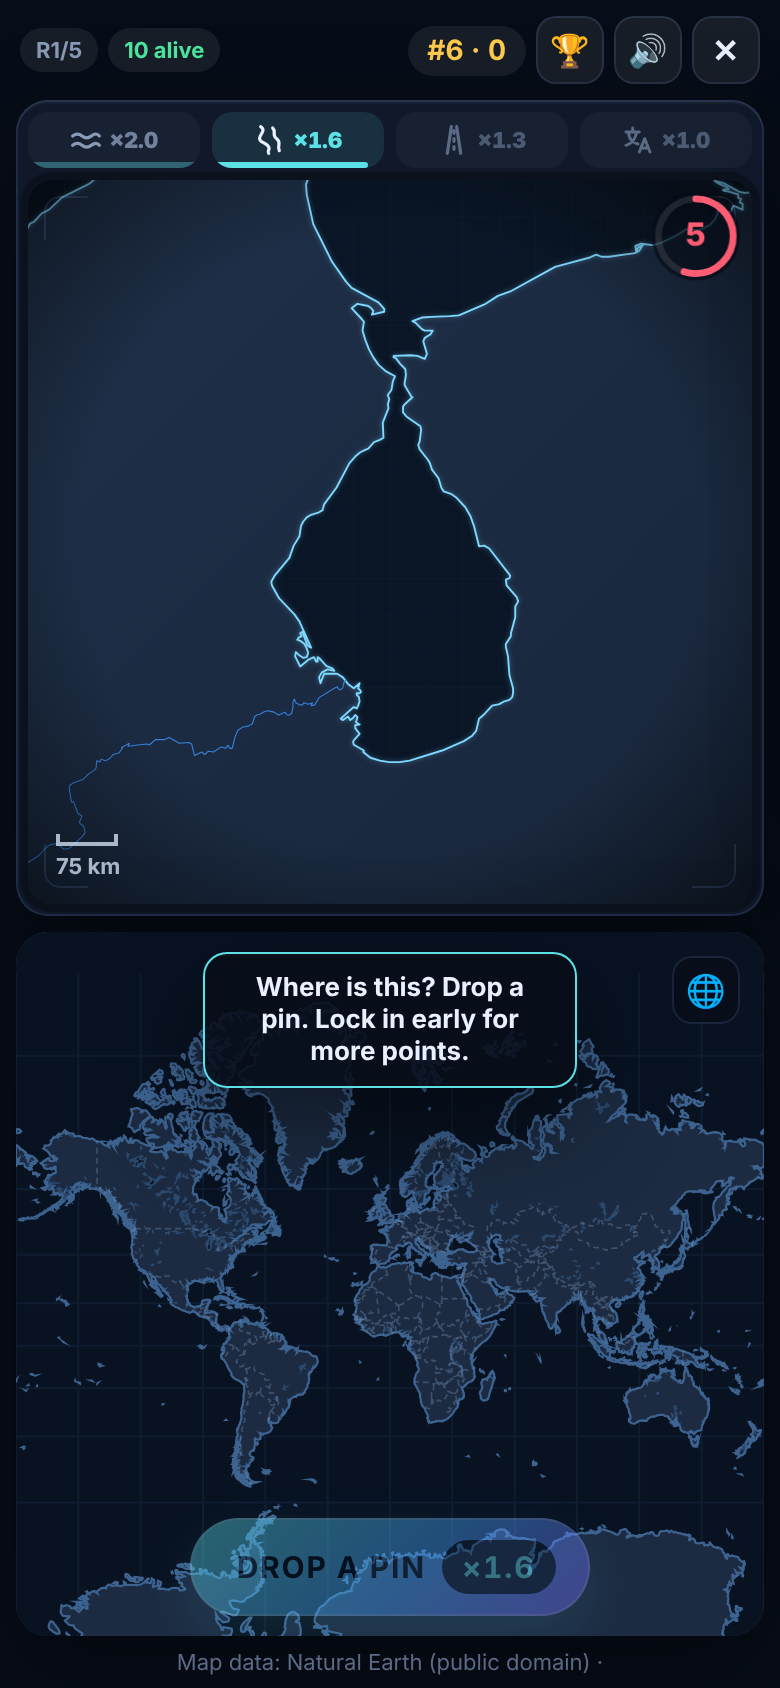 R1/5
10 alive
#6 · 0
×2.0
×1.6
×1.3
×1.0
5
75 km
Where is this? Drop a
pin. Lock in early for
more points.
DROP A PIN
×1.6
Map data: Natural Earth (public domain) ·